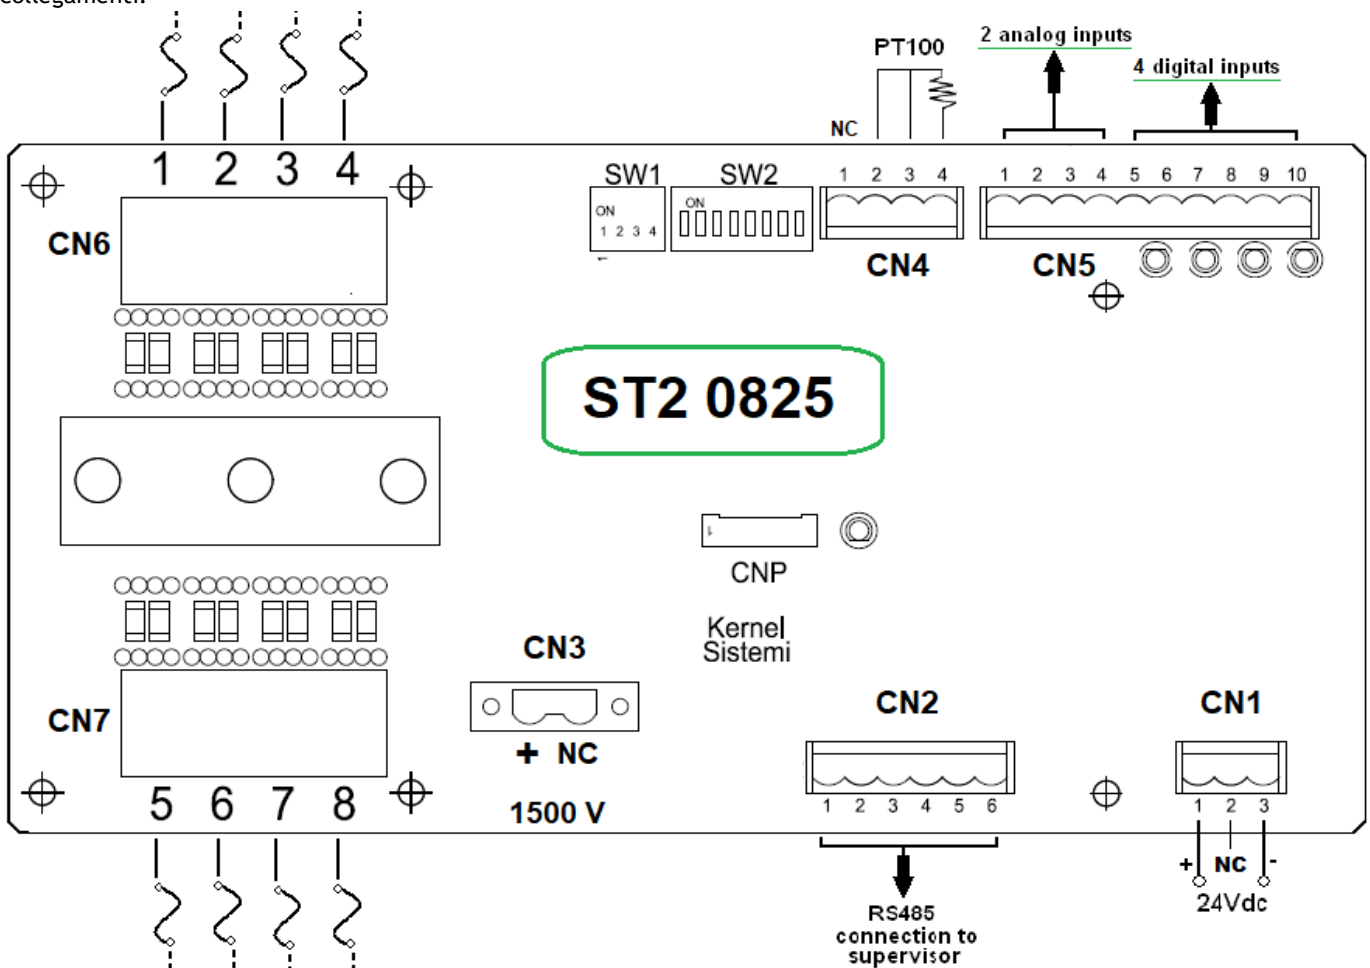 collegamenti.
PT100
2 analog inputs
4 digital inputs
NC
1 2 3 4
SW1 SW2
1 2 3 4
1 2 3 4 5 6 7 8 9 10
ON
1 2 3 4
ON
CN6
CN4
CN5
ST2 0825
CNP
Kernel
Sistemi
CN3
CN7
+ NC
1500 V
CN2
CN1
5 6 7 8
1 2 3 4 5 6
1 2 3
+ NC -
24Vdc
RS485
connection to
supervisor